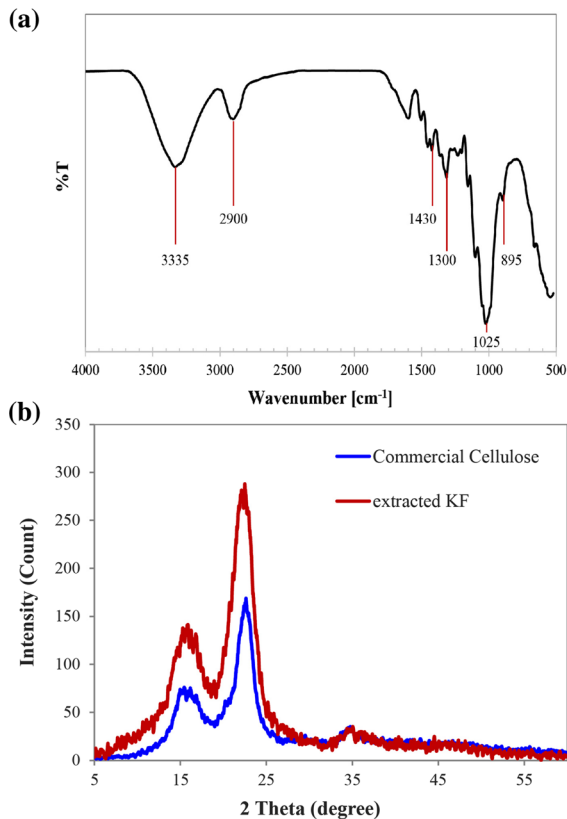 (a)
%T
3335
2900
1430
1300
895
1025
4000 3500 3000 2500 2000 1500 1000 500
Wavenumber [cm⁻¹]
(b)
350
300
250
200
150
100
50
0
Intensity (Count)
Commercial Cellulose
extracted KF
5 15 25 35 45 55
2 Theta (degree)